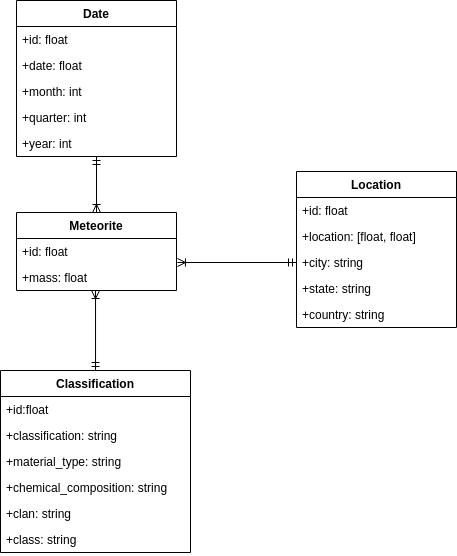 Date
+id: float
+date: float
+month: int
+quarter: int
+year: int
Meteorite
+id: float
+mass: float
Location
+id: float
+location: [float, float]
+city: string
+state: string
+country: string
Classification
+id:float
+classification: string
+material_type: string
+chemical_composition: string
+clan: string
+class: string